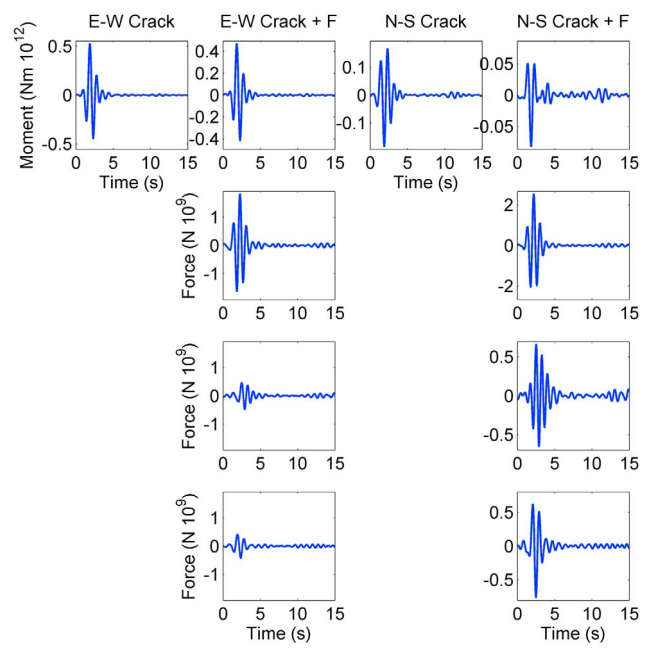 E-W Crack E-W Crack + F N-S Crack N-S Crack + F
Moment (Nm 10^12)
0.5 0 -0.5
0.4 0.2 0 -0.2 -0.4
0.1 0 -0.1
0.05 0 -0.05
0 5 10 15 0 5 10 15 0 5 10 15 0 5 10 15
Time (s) Time (s)
Force (N 10^9)
1 0 -1
2 0 -2
0 5 10 15 0 5 10 15
Force (N 10^9)
1 0 -1
0.5 0 -0.5
0 5 10 15 0 5 10 15
Force (N 10^9)
1 0 -1
0.5 0 -0.5
0 5 10 15 0 5 10 15
Time (s) Time (s)